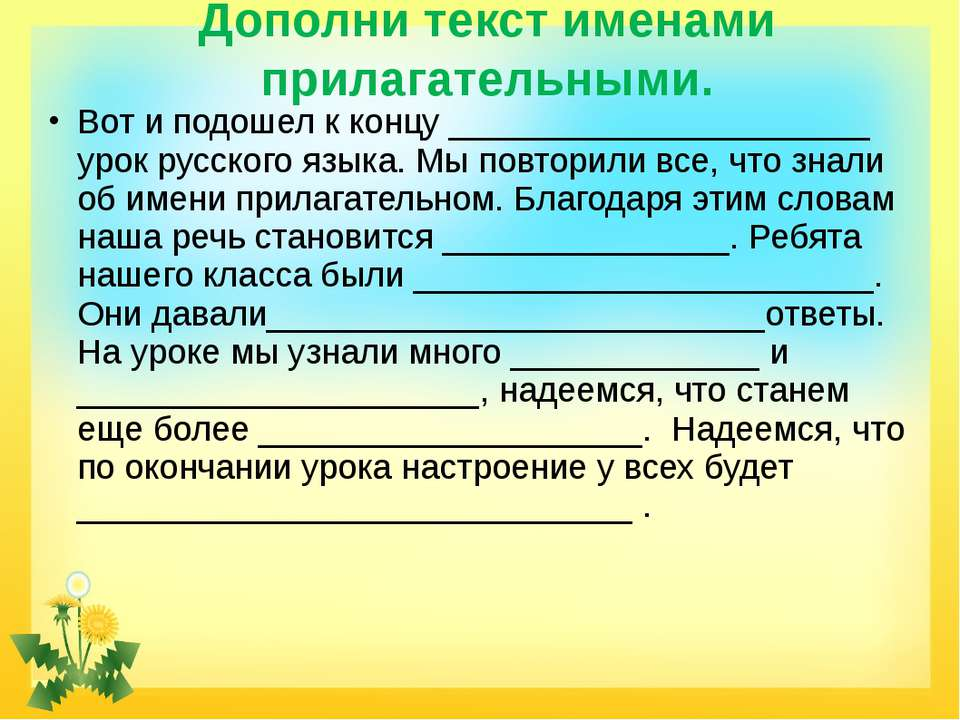 Дополни текст именами
прилагательными.
• Вот и подошел к концу ______________________
урок русского языка. Мы повторили все, что знали
об имени прилагательном. Благодаря этим словам
наша речь становится _______________. Ребята
нашего класса были ________________________.
Они давали__________________________ответы.
На уроке мы узнали много _____________ и
_____________________, надеемся, что станем
еще более ____________________. Надеемся, что
по окончании урока настроение у всех будет
_____________________________ .